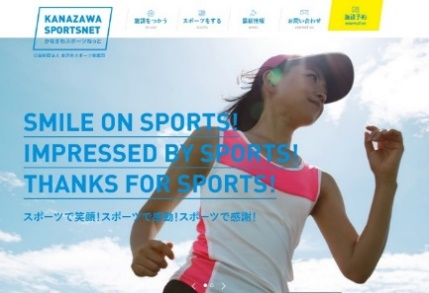 KANAZAWA
SPORTSNET
かなざわスポーツねっと
施設をつかう
スポーツをする
最新情報
お問い合わせ
施設予約
SMILE ON SPORTS!
IMPRESSED BY SPORTS!
THANKS FOR SPORTS!
スポーツで笑顔!スポーツで感動!スポーツで感謝!